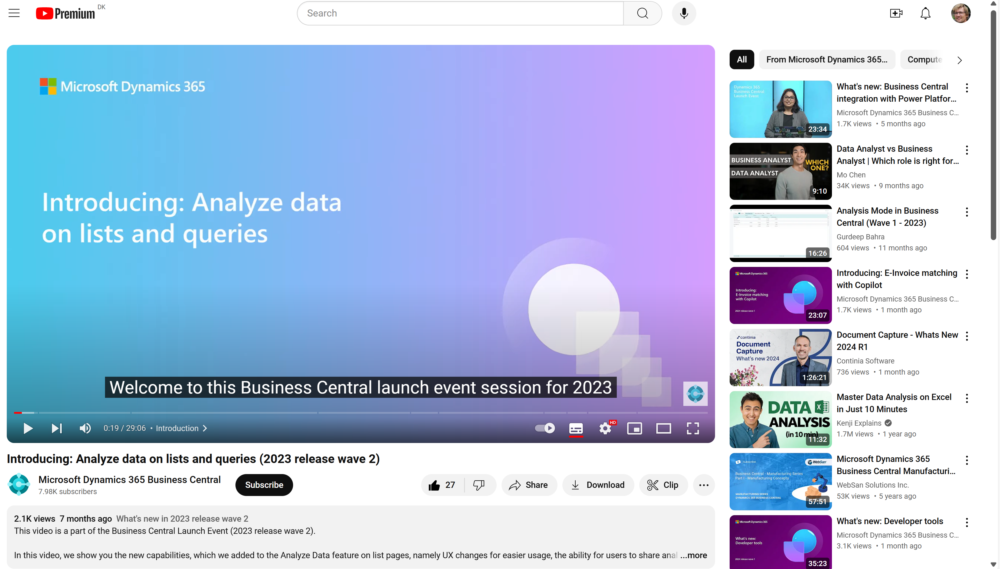 Premium DK
Search
Microsoft Dynamics 365
Introducing: Analyze data
on lists and queries
Welcome to this Business Central launch event session for 2023
0:19 / 29:06 • Introduction
HD
Introducing: Analyze data on lists and queries (2023 release wave 2)
Microsoft Dynamics 365 Business Central
7.98K subscribers
Subscribe
27
Share
Download
Clip
2.1K views 7 months ago What's new in 2023 release wave 2
This video is a part of the Business Central Launch Event (2023 release wave 2).
In this video, we show you the new capabilities, which we added to the Analyze Data feature on list pages, namely UX changes for easier usage, the ability for users to share anal ...more
All
From Microsoft Dynamics 365...
Compute
Dynamics 365
Business Central
Launch Event
23:34
What's new: Business Central
integration with Power Platfor...
Microsoft Dynamics 365 Business C...
1.7K views • 5 months ago
BUSINESS ANALYST
DATA ANALYST
WHICH
ONE?
9:10
Data Analyst vs Business
Analyst | Which role is right for...
Mo Chen
34K views • 9 months ago
16:26
Analysis Mode in Business
Central (Wave 1 - 2023)
Gurdeep Bahra
604 views • 11 months ago
Microsoft Dynamics 365
Introducing:
E-Invoice matching
with Copilot
2024 release wave 1
23:07
Introducing: E-Invoice matching
with Copilot
Microsoft Dynamics 365 Business C...
1.7K views • 1 month ago
continia
Document
Capture
What's new 2024
1:26:21
Document Capture - Whats New
2024 R1
Continia Software
736 views • 1 month ago
DATA
ANALYSIS
(in 10 min)
11:32
Master Data Analysis on Excel
in Just 10 Minutes
Kenji Explains
1.7M views • 1 year ago
Subscribe
WebSan
Business Central - Manufacturing Series
Part I - Manufacturing Concepts
MANUFACTURING SERIES
DYNAMICS 365 BUSINESS CENTRAL
57:51
Microsoft Dynamics 365
Business Central Manufacturi...
WebSan Solutions Inc.
53K views • 5 years ago
Microsoft Dynamics 365
What's new:
Developer tools
2024 release wave 1
35:23
What's new: Developer tools
Microsoft Dynamics 365 Business C...
3.1K views • 1 month ago